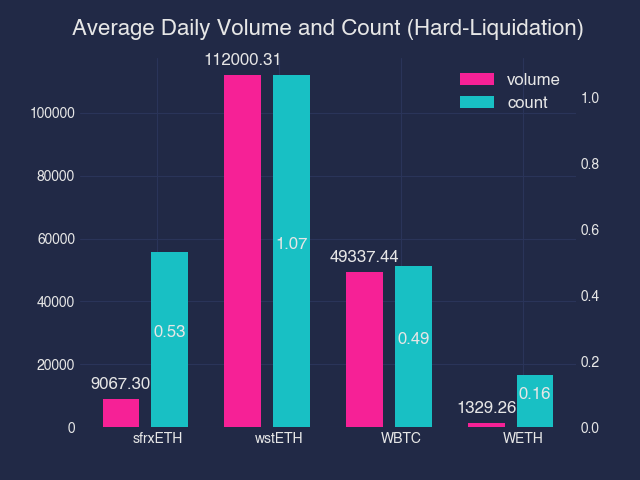 Average Daily Volume and Count (Hard-Liquidation)
112000.31
volume
count
100000
80000
60000
40000
20000
0
1.0
0.8
0.6
0.4
0.2
0.0
9067.30
0.53
1.07
49337.44
0.49
1329.26
0.16
sfrxETH
wstETH
WBTC
WETH